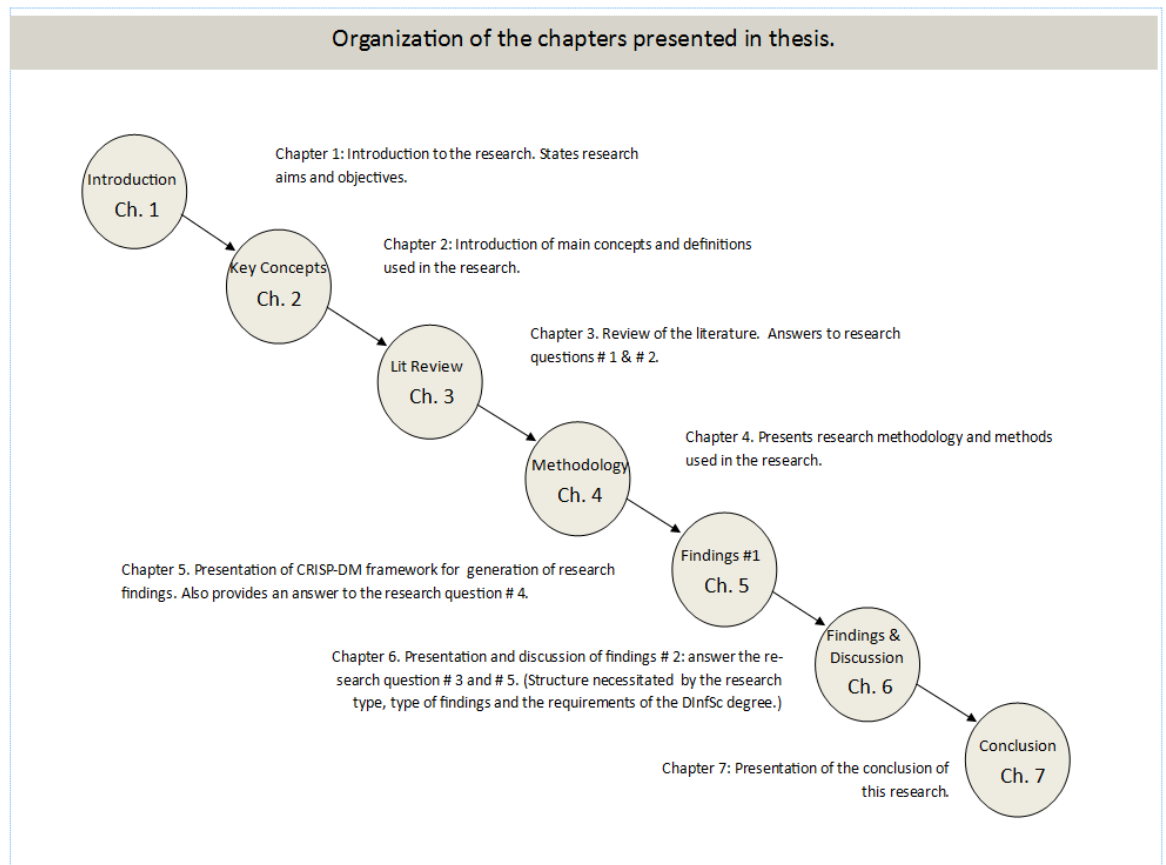 Organization of the chapters presented in thesis.
Introduction
Ch. 1
Chapter 1: Introduction to the research. States research
aims and objectives.
Key Concepts
Ch. 2
Chapter 2: Introduction of main concepts and definitions
used in the research.
Lit Review
Ch. 3
Chapter 3. Review of the literature.  Answers to research
questions # 1 & # 2.
Methodology
Ch. 4
Chapter 4. Presents research methodology and methods
used in the research.
Findings #1
Ch. 5
Chapter 5. Presentation of CRISP-DM framework for  generation of research
findings. Also provides an answer to the research question # 4.
Findings &
Discussion
Ch. 6
Chapter 6. Presentation and discussion of findings # 2: answer the re-
search question # 3 and # 5. (Structure necessitated  by the research
type, type of findings and the requirements of the DInfSc degree.)
Conclusion
Ch. 7
Chapter 7: Presentation of the conclusion of
this research.